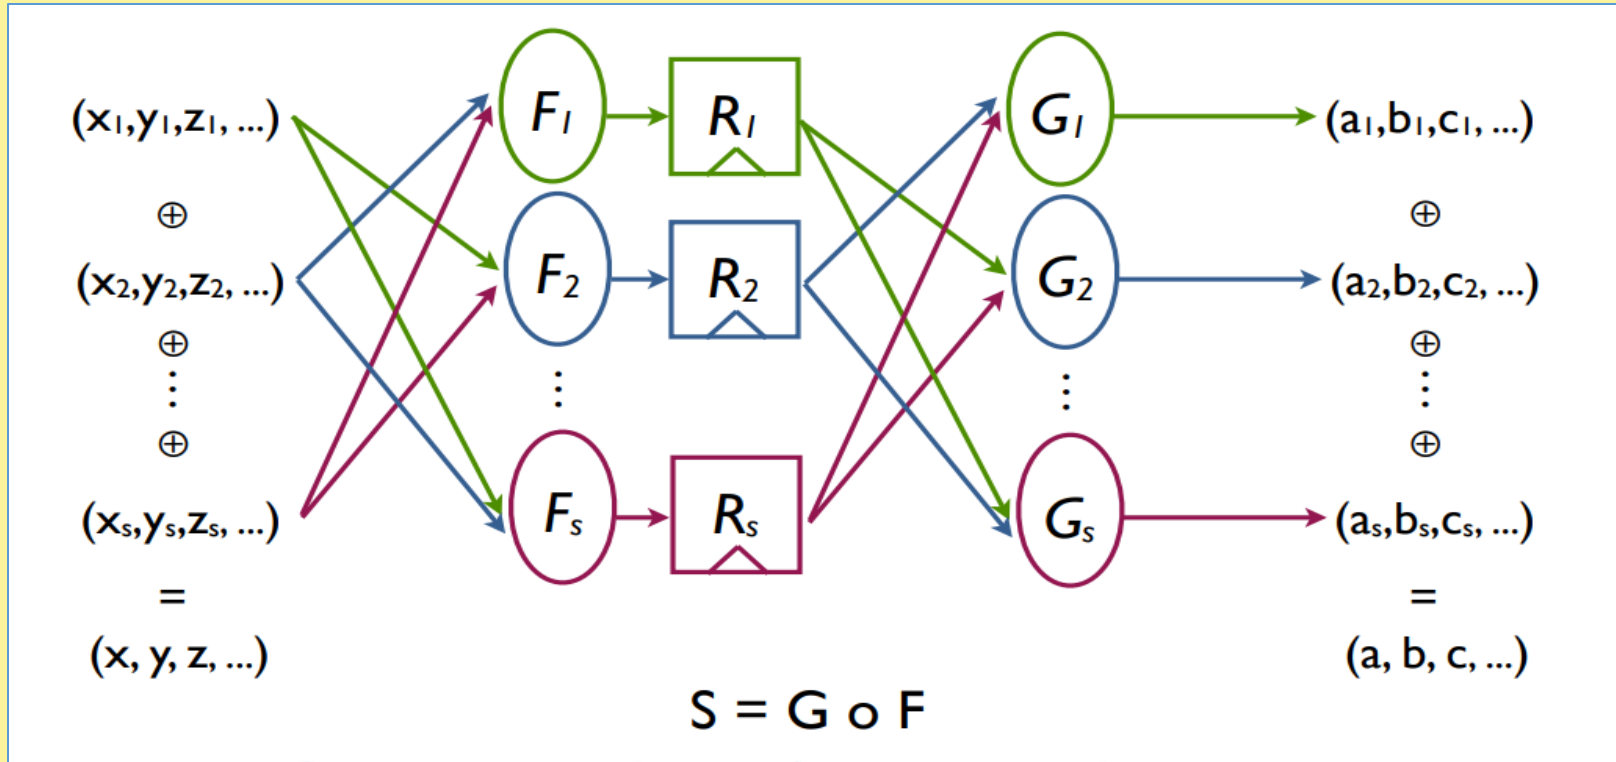 (x₁,y₁,z₁, ...) F₁ R₁ G₁ (a₁,b₁,c₁, ...)
⊕ ⊕
(x₂,y₂,z₂, ...) F₂ R₂ G₂ (a₂,b₂,c₂, ...)
⊕ ⊕
⋮ ⋮ ⋮ ⋮
⊕ ⊕
(xₛ,yₛ,zₛ, ...) Fₛ Rₛ Gₛ (aₛ,bₛ,cₛ, ...)
= =
(x, y, z, ...) (a, b, c, ...)
S = G o F